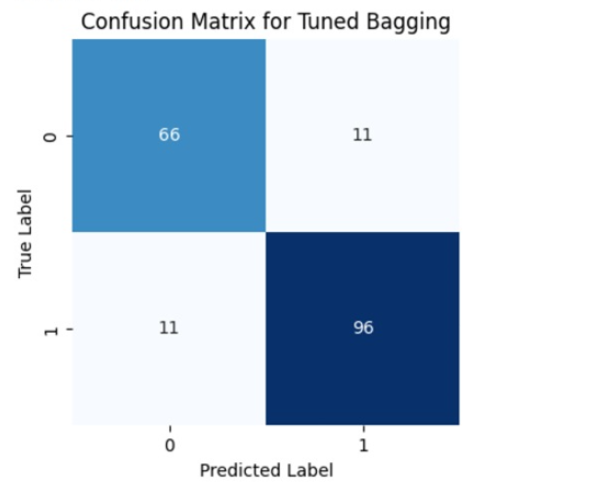 Confusion Matrix for Tuned Bagging
0
66
11
True Label
1
11
96
0
1
Predicted Label